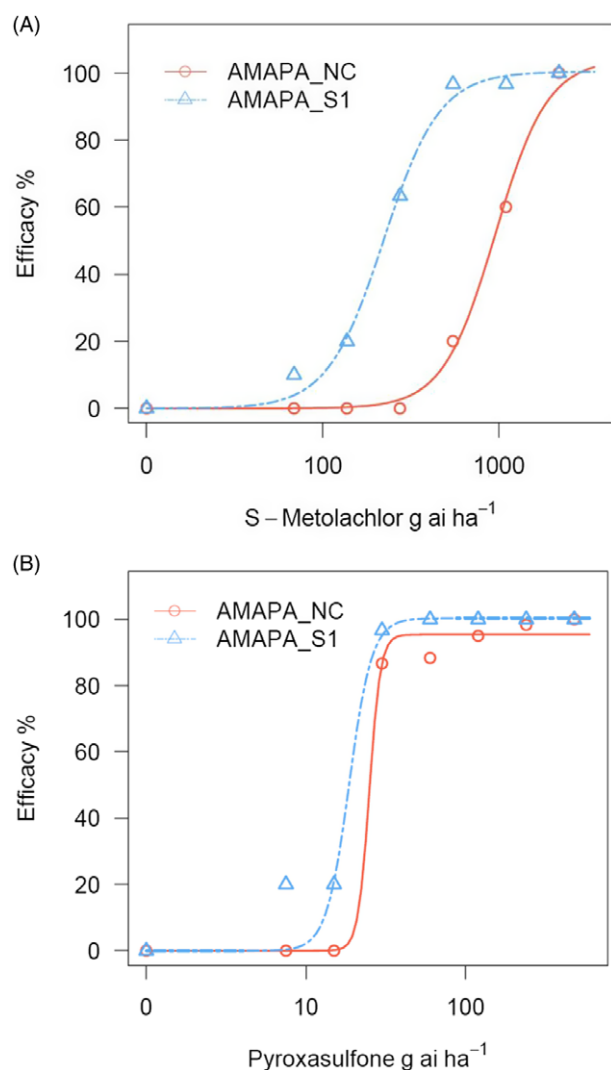 (A)
AMAPA_NC
AMAPA_S1
100
80
60
40
20
0
Efficacy %
0 100 1000
S – Metolachlor g ai ha⁻¹
(B)
AMAPA_NC
AMAPA_S1
100
80
60
40
20
0
Efficacy %
0 10 100
Pyroxasulfone g ai ha⁻¹